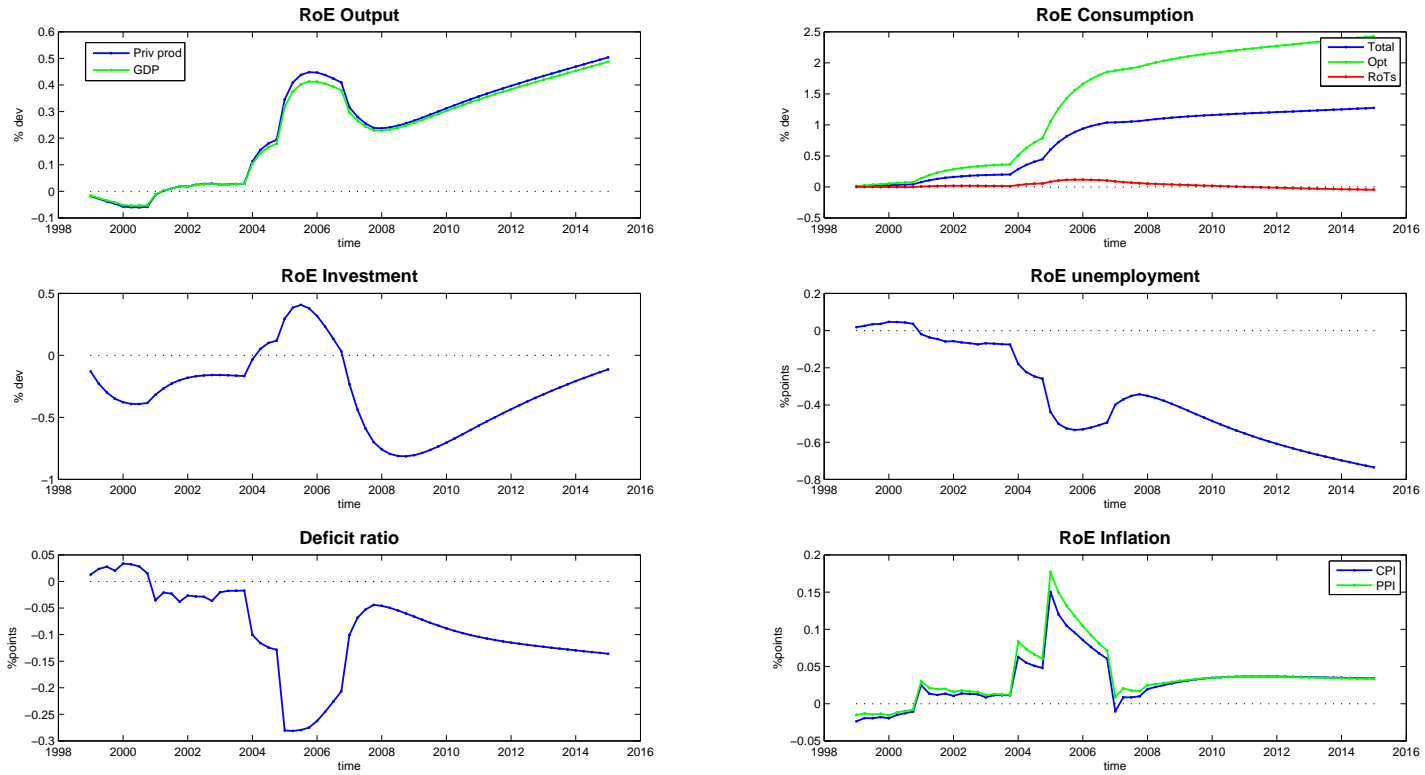 RoE Output
0.6
0.5
0.4
0.3
0.2
0.1
0
−0.1
% dev
Priv prod
GDP
1998 2000 2002 2004 2006 2008 2010 2012 2014 2016
time
RoE Consumption
2.5
2
1.5
1
0.5
0
−0.5
% dev
Total
Opt
RoTs
1998 2000 2002 2004 2006 2008 2010 2012 2014 2016
time
RoE Investment
0.5
0
−0.5
−1
% dev
1998 2000 2002 2004 2006 2008 2010 2012 2014 2016
time
RoE unemployment
0.2
0
−0.2
−0.4
−0.6
−0.8
%points
1998 2000 2002 2004 2006 2008 2010 2012 2014 2016
time
Deficit ratio
0.05
0
−0.05
−0.1
−0.15
−0.2
−0.25
−0.3
%points
1998 2000 2002 2004 2006 2008 2010 2012 2014 2016
time
RoE Inflation
0.2
0.15
0.1
0.05
0
−0.05
%points
CPI
PPI
1998 2000 2002 2004 2006 2008 2010 2012 2014 2016
time